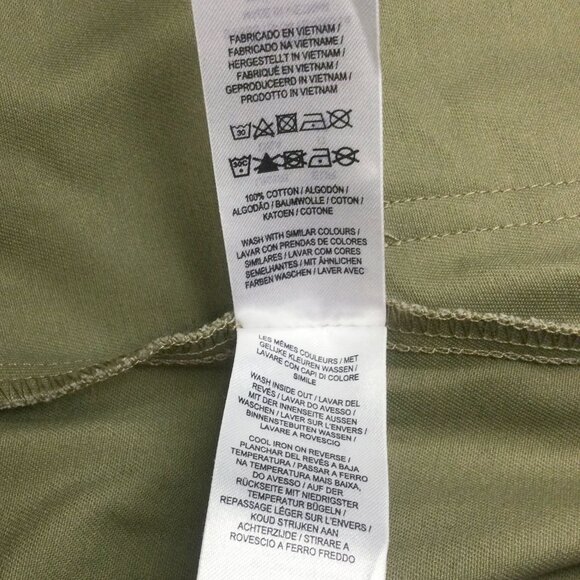 FABRICADO EN VIETNAM /
FABRICADO NA VIETNAME /
HERGESTELLT IN VIETNAM /
FABRIQUÉ EN VIETNAM /
GEPRODUCEERD IN VIETNAM /
PRODOTTO IN VIETNAM
30
30C
100% COTTON / ALGODÓN /
ALGODÃO / BAUMWOLLE / COTON /
KATOEN / COTONE
WASH WITH SIMILAR COLOURS /
LAVAR CON PRENDAS DE COLORES
SIMILARES / LAVAR COM CORES
SEMELHANTES / MIT ÄHNLICHEN
FARBEN WASCHEN / LAVER AVEC
LES MÊMES COULEURS / MET
GELIJKE KLEUREN WASSEN /
LAVARE CON CAPI DI COLORE
SIMILE
WASH INSIDE OUT / LAVAR DEL
REVÉS / LAVAR DO AVESSO /
MIT DER INNENSEITE AUSSEN
WASCHEN / LAVER SUR L'ENVERS /
BINNENSTEBUITEN WASSEN /
LAVARE A ROVESCIO
COOL IRON ON REVERSE /
PLANCHAR DEL REVÉS A BAJA
TEMPERATURA / PASSAR A FERRO
NA TEMPERATURA MAIS BAIXA,
DO AVESSO / AUF DER
RÜCKSEITE MIT NIEDRIGSTER
TEMPERATUR BÜGELN /
REPASSAGE LÉGER SUR L'ENVERS /
KOUD STRIJKEN AAN
ACHTERZIJDE / STIRARE A
ROVESCIO A FERRO FREDDO